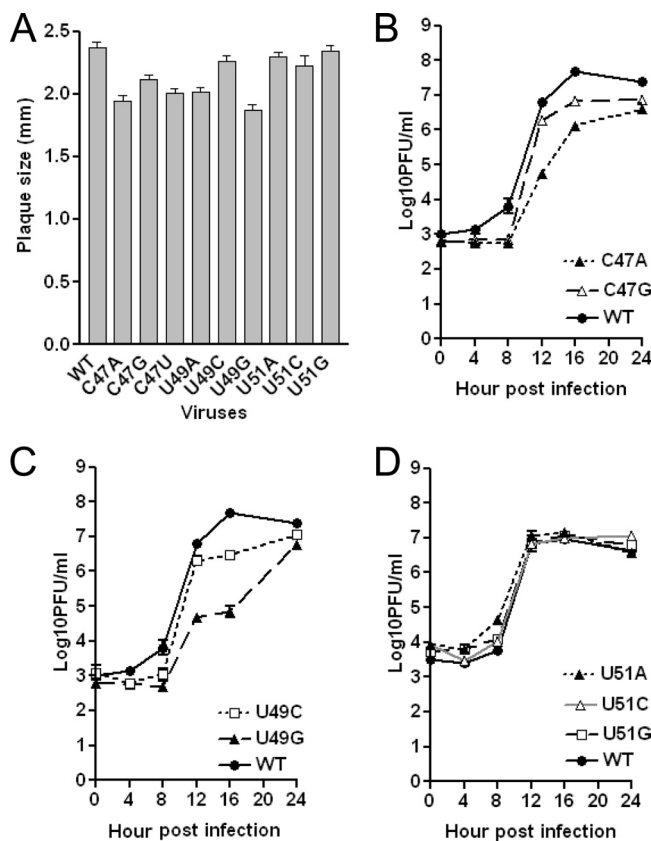 A
Plaque size (mm)
2.5
2.0
1.5
1.0
0.5
0.0
WT
C47A
C47G
C47U
U49A
U49C
U49G
U51A
U51C
U51G
Viruses
B
Log10PFU/ml
9
8
7
6
5
4
3
2
1
0
0 4 8 12 16 24
Hour post infection
C47A
C47G
WT
C
Log10PFU/ml
9
8
7
6
5
4
3
2
1
0
0 4 8 12 16 24
Hour post infection
U49C
U49G
WT
D
Log10PFU/ml
9
8
7
6
5
4
3
2
1
0
0 4 8 12 16 24
Hour post infection
U51A
U51C
U51G
WT